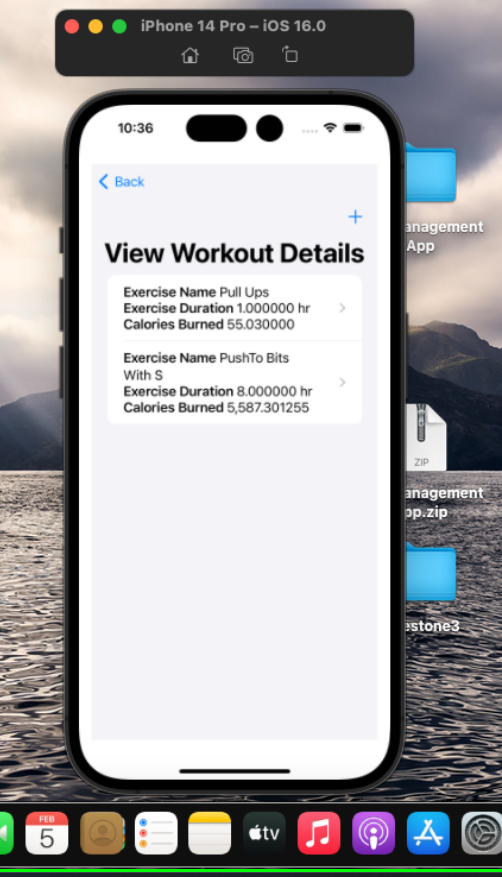 iPhone 14 Pro – iOS 16.0
10:36
Back
+
View Workout Details
Exercise Name Pull Ups
Exercise Duration 1.000000 hr
Calories Burned 55.030000
Exercise Name PushTo Bits
With S
Exercise Duration 8.000000 hr
Calories Burned 5,587.301255
anagement
App
ZIP
anagement
pp.zip
estone3
FEB
5
tv